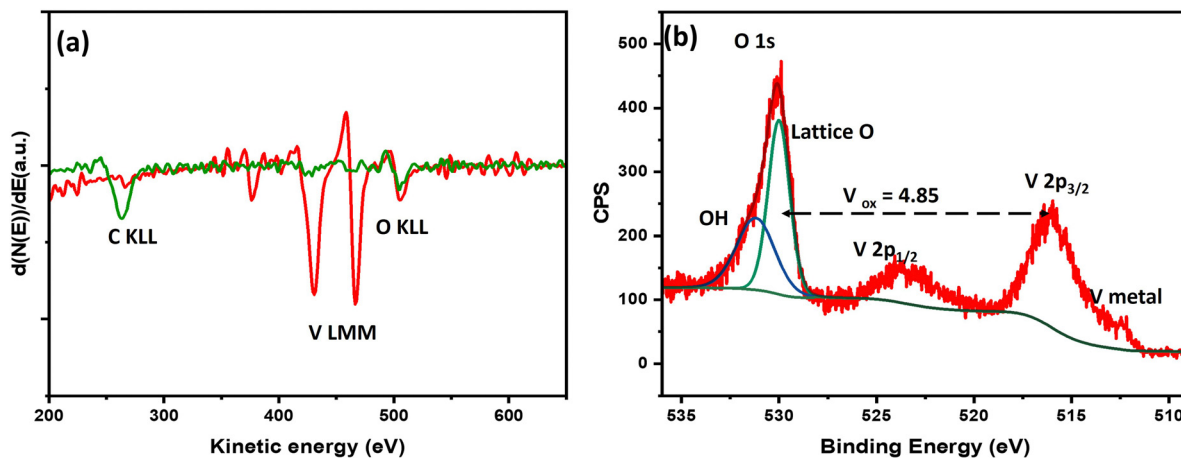 (a)
d(N(E))/dE(a.u.)
C KLL
V LMM
O KLL
200 300 400 500 600
Kinetic energy (eV)
(b)
O 1s
Lattice O
OH
V ox = 4.85
V 2p1/2
V 2p3/2
V metal
CPS
500
400
300
200
100
0
535 530 525 520 515 510
Binding Energy (eV)